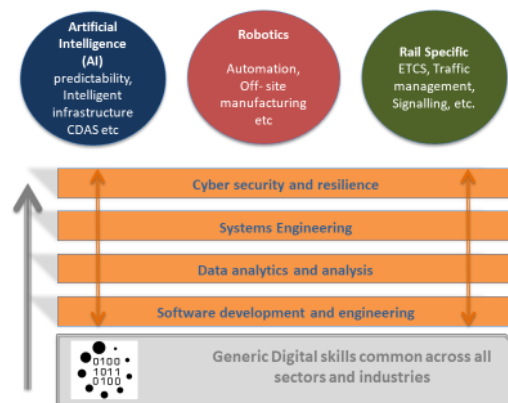 Artificial
Intelligence
(AI)
predictability,
Intelligent
infrastructure
CDAS etc
Robotics
Automation,
Off- site
manufacturing
etc
Rail Specific
ETCS, Traffic
management,
Signalling, etc.
Cyber security and resilience
Systems Engineering
Data analytics and analysis
Software development and engineering
0100
1011
0100
Generic Digital skills common across all
sectors and industries